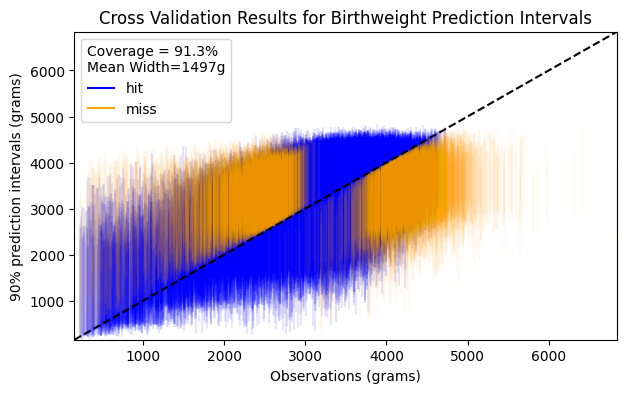 Cross Validation Results for Birthweight Prediction Intervals
Coverage = 91.3%
Mean Width=1497g
hit
miss
90% prediction intervals (grams)
6000
5000
4000
3000
2000
1000
1000 2000 3000 4000 5000 6000
Observations (grams)